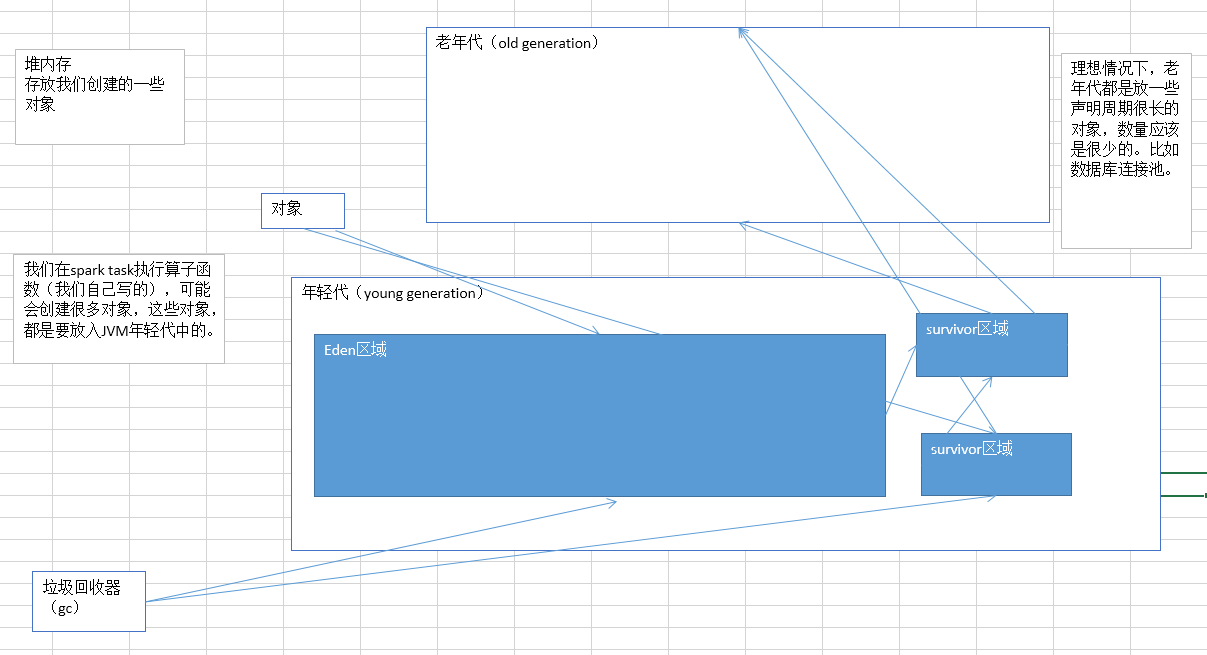 老年代（old generation）
堆内存
存放我们创建的一些
对象
理想情况下，老
年代都是放一些
声明周期很长的
对象，数量应该
是很少的。比如
数据库连接池。
对象
我们在spark task执行算子函
数（我们自己写的），可能
会创建很多对象，这些对象，
都是要放入JVM年轻代中的。
年轻代（young generation）
Eden区域
survivor区域
survivor区域
垃圾回收器
（gc）